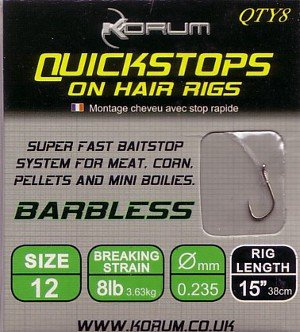 KORUM
QTY8
QUICKSTOPS
ON HAIR RIGS
Montage cheveu avec stop rapide
SUPER FAST BAITSTOP
SYSTEM FOR MEAT, CORN,
PELLETS AND MINI BOILIES.
BARBLESS
SIZE
12
BREAKING
STRAIN
8lb 3.63kg
Ømm
0.235
RIG
LENGTH
15" 38cm
WWW.KORUM.CO.UK